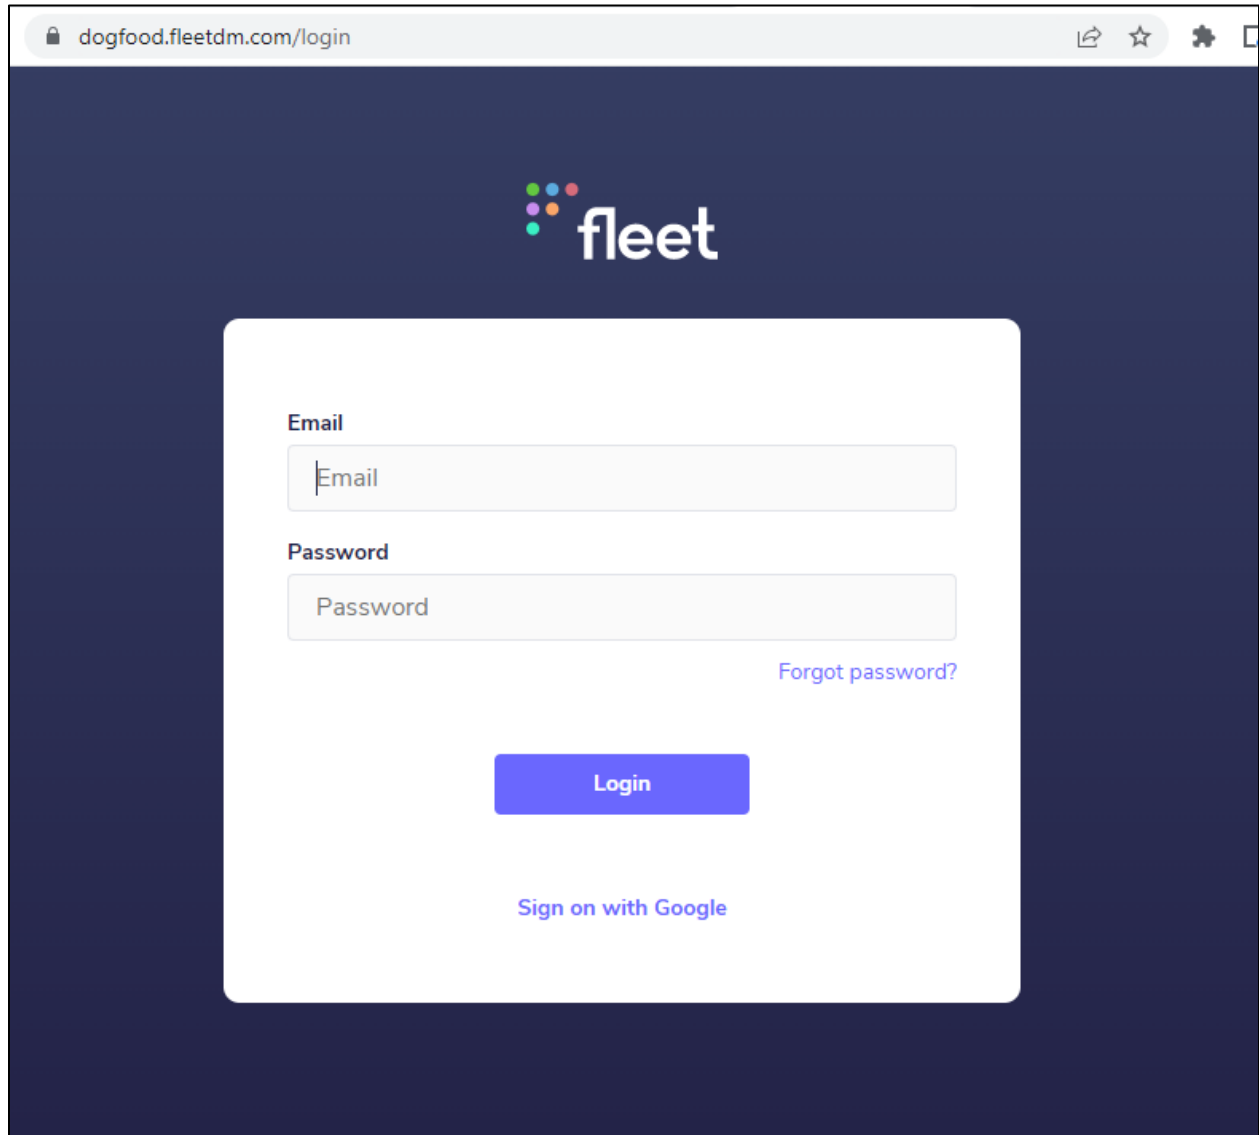 dogfood.fleetdm.com/login
fleet
Email
Email
Password
Password
Forgot password?
Login
Sign on with Google